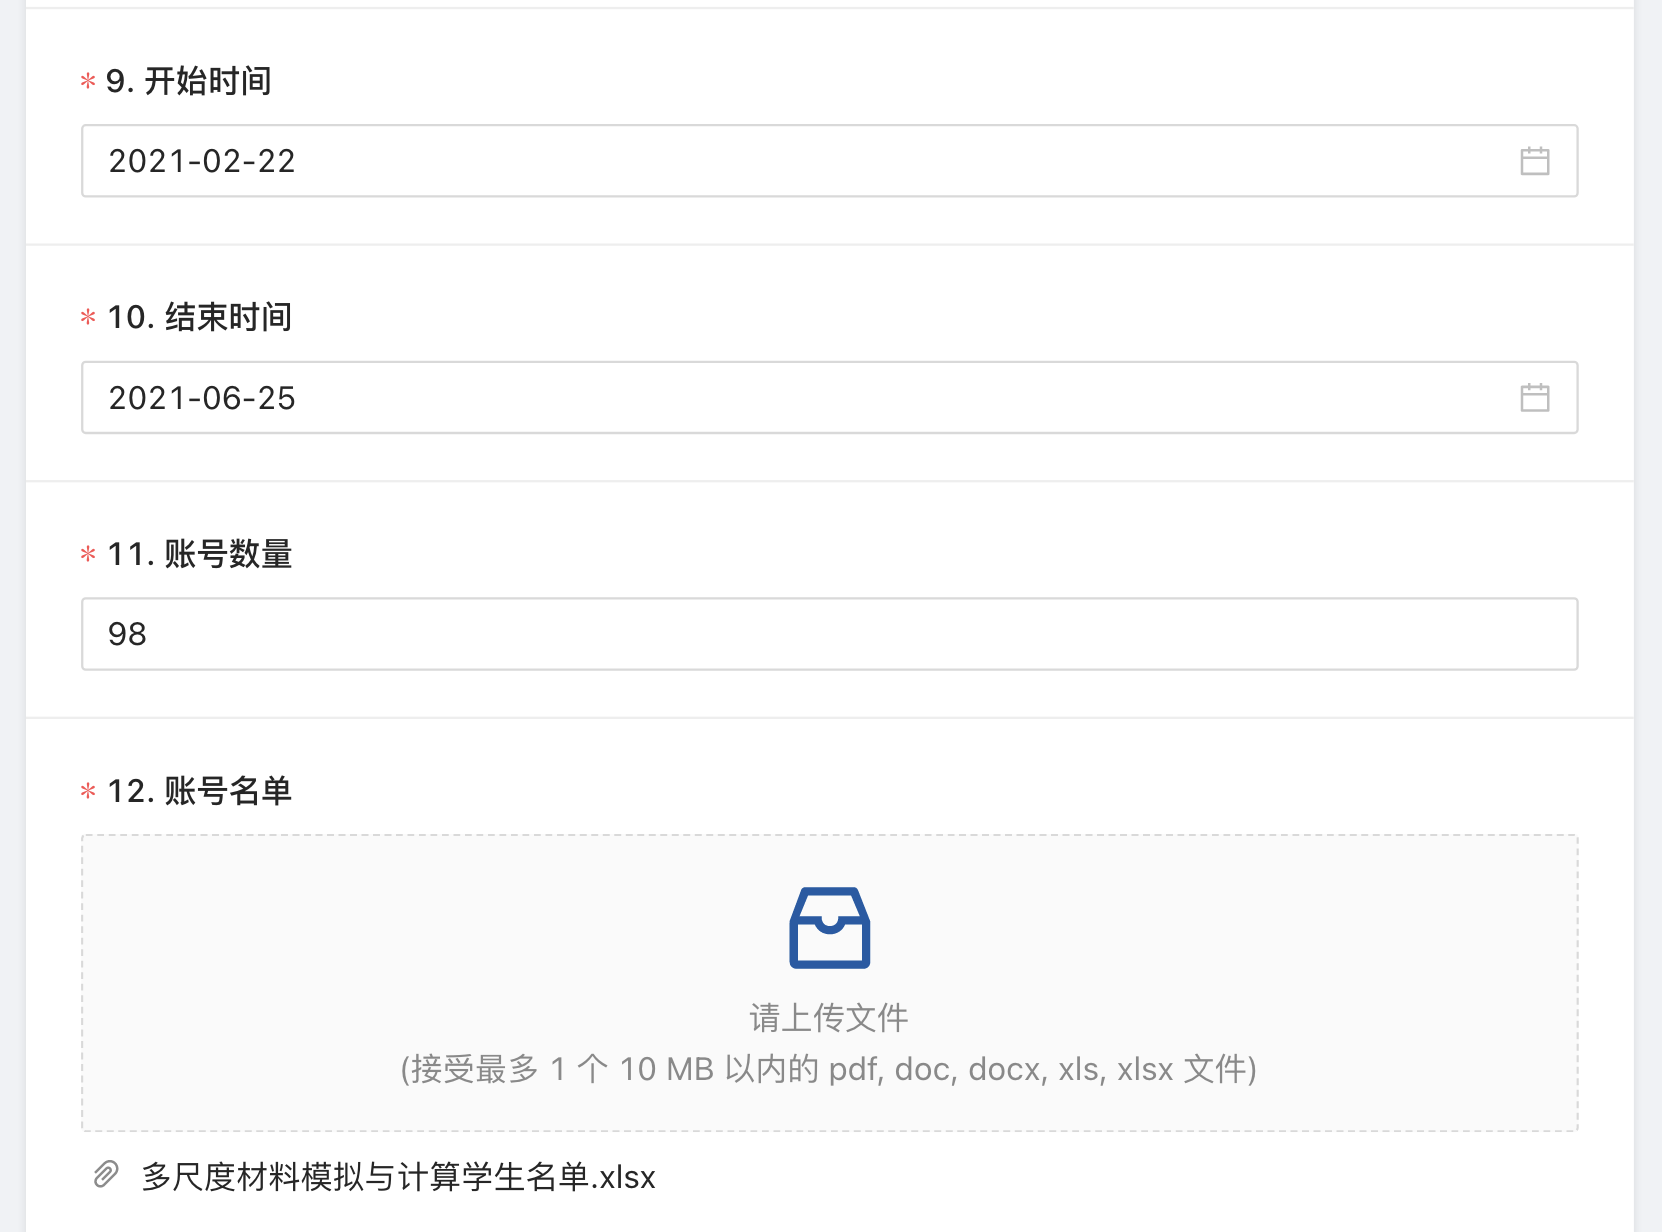 * 9. 开始时间
2021-02-22
* 10. 结束时间
2021-06-25
* 11. 账号数量
98
* 12. 账号名单
请上传文件
(接受最多 1 个 10 MB 以内的 pdf, doc, docx, xls, xlsx 文件)
多尺度材料模拟与计算学生名单.xlsx